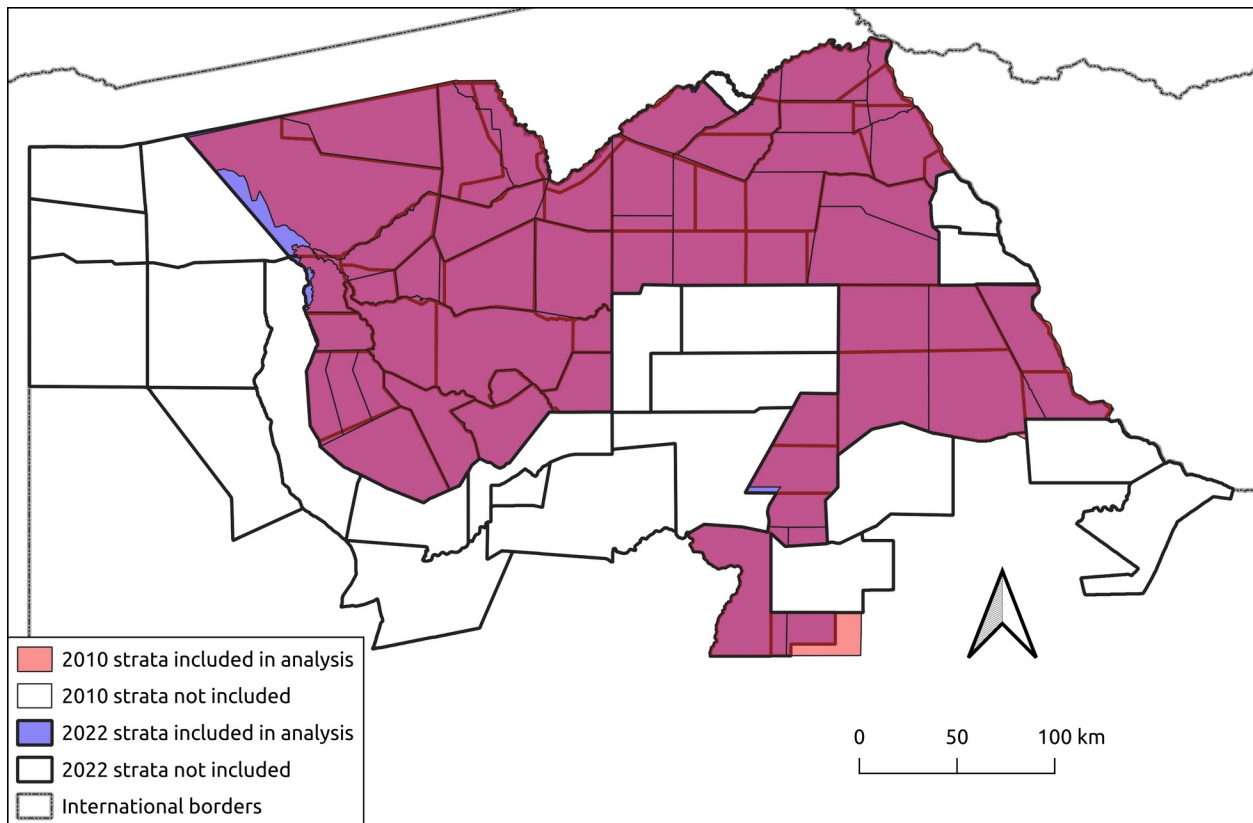 2010 strata included in analysis
2010 strata not included
2022 strata included in analysis
2022 strata not included
International borders
0 50 100 km